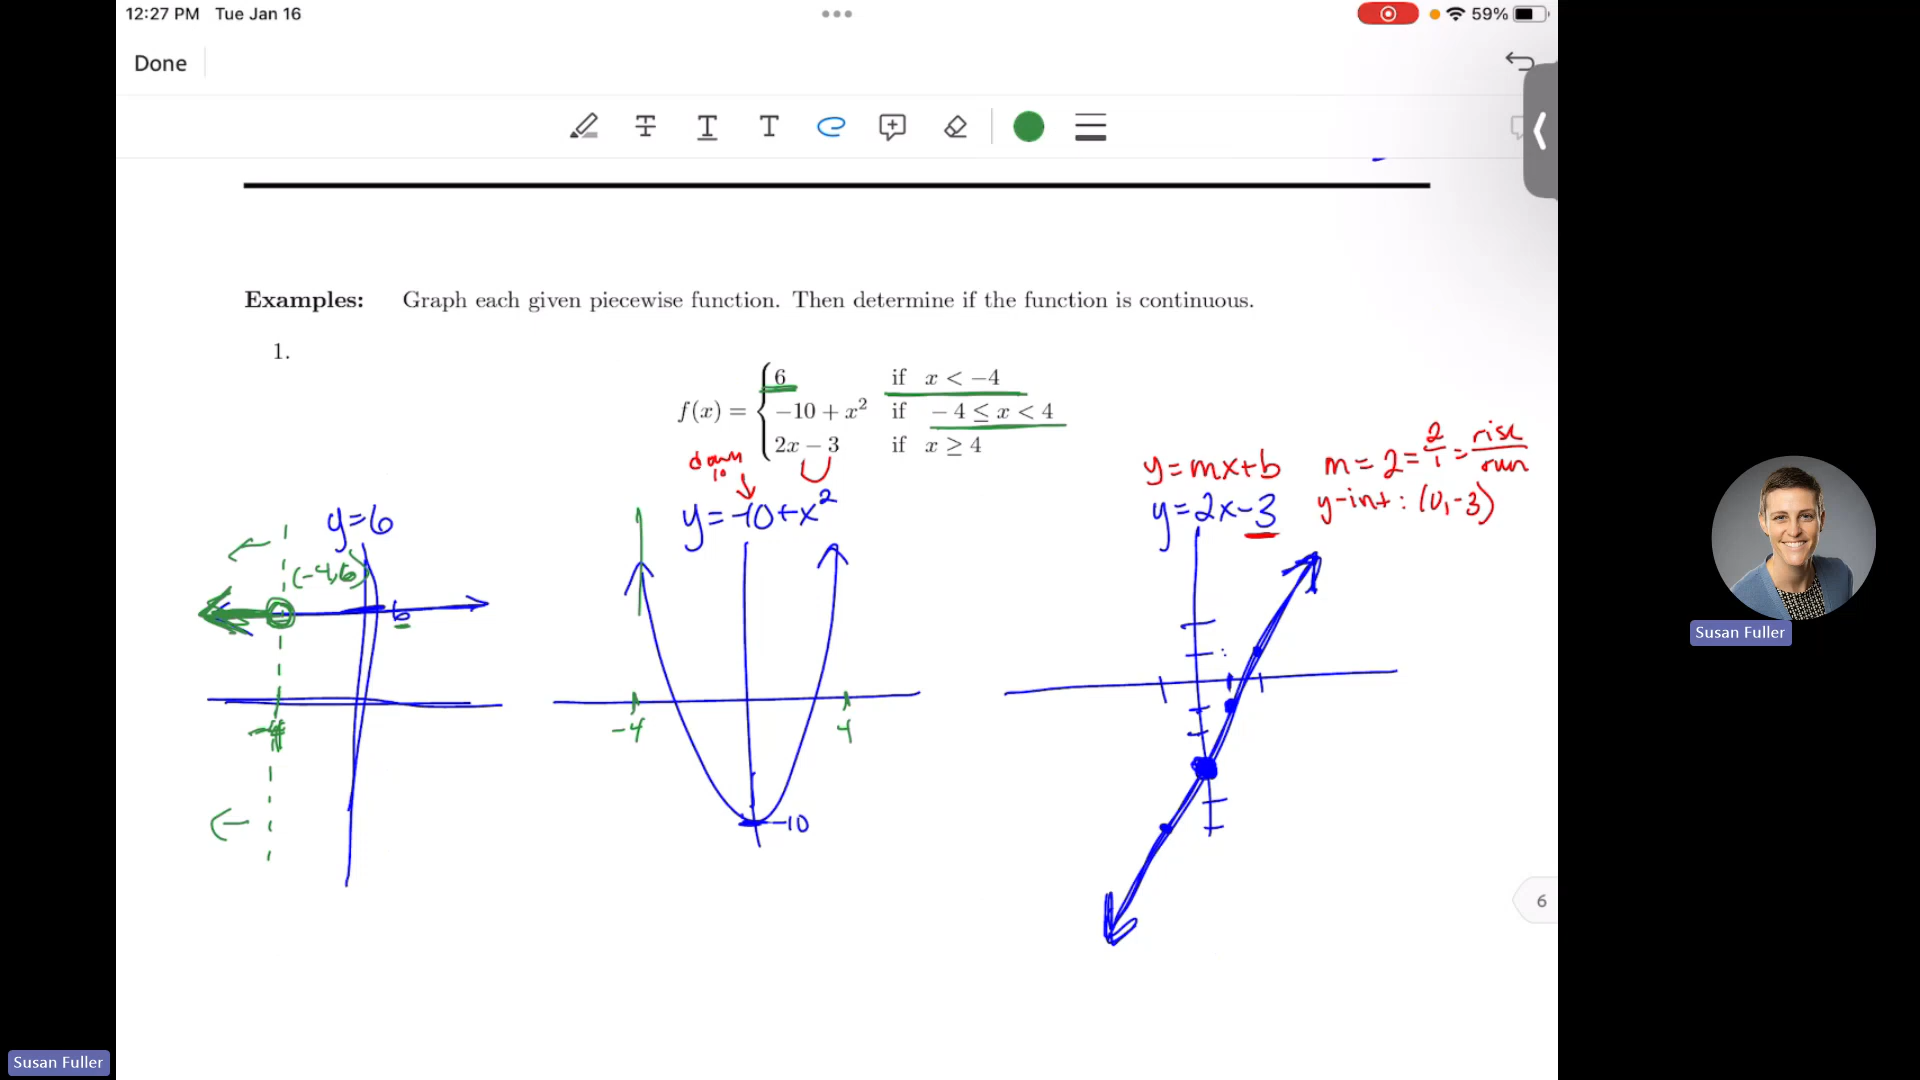 12:27 PM Tue Jan 16
59%
Done
Examples: Graph each given piecewise function. Then determine if the function is continuous.
1.
f(x) = { 6 if x < −4
−10 + x² if − 4 ≤ x < 4
2x − 3 if x ≥ 4
down
10
y=mx+b
m=2=2/1=rise/run
y=6
y=-10+x²
y=2x-3
y-int: (0,-3)
(-4,6)
6
-4
-4
4
-10
6
Susan Fuller
Susan Fuller